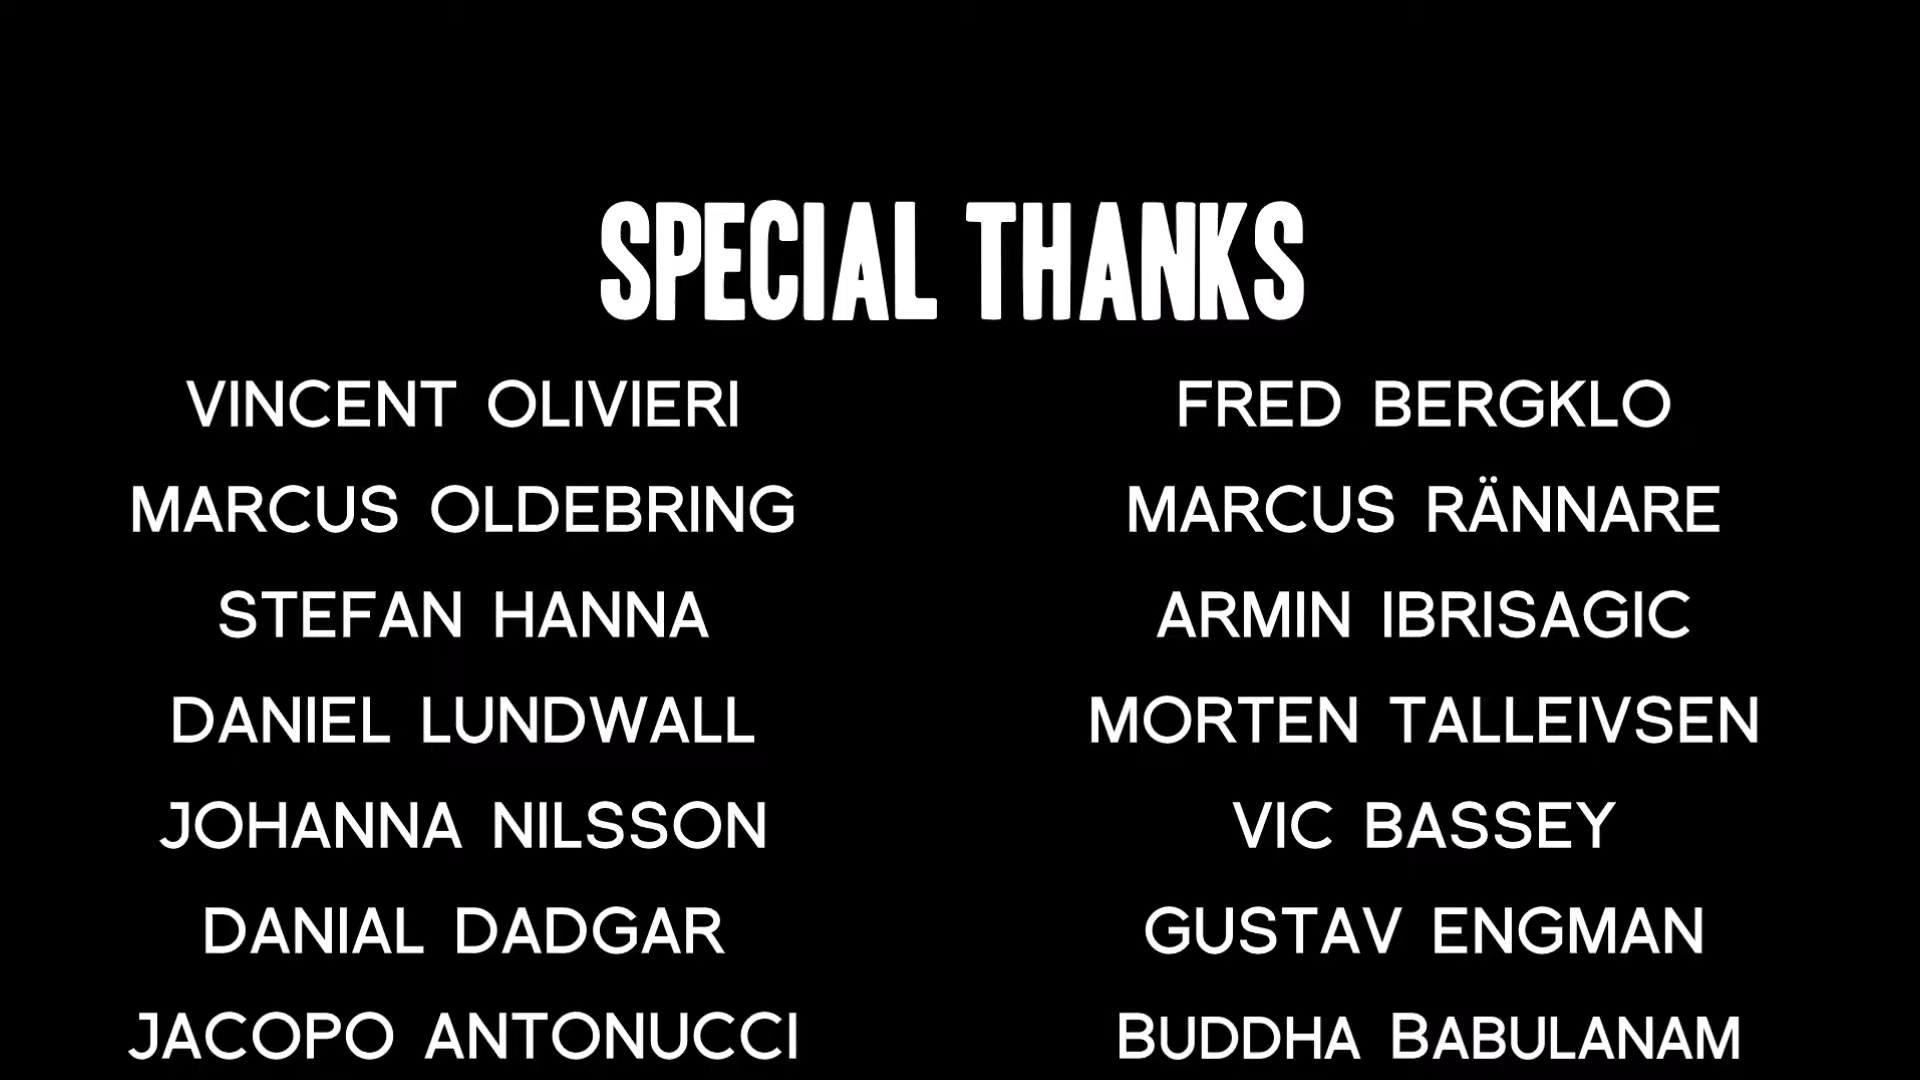 SPECIAL THANKS
VINCENT OLIVIERI FRED BERGKLO
MARCUS OLDEBRING MARCUS RÄNNARE
STEFAN HANNA ARMIN IBRISAGIC
DANIEL LUNDWALL MORTEN TALLEIVSEN
JOHANNA NILSSON VIC BASSEY
DANIAL DADGAR GUSTAV ENGMAN
JACOPO ANTONUCCI BUDDHA BABULANAM